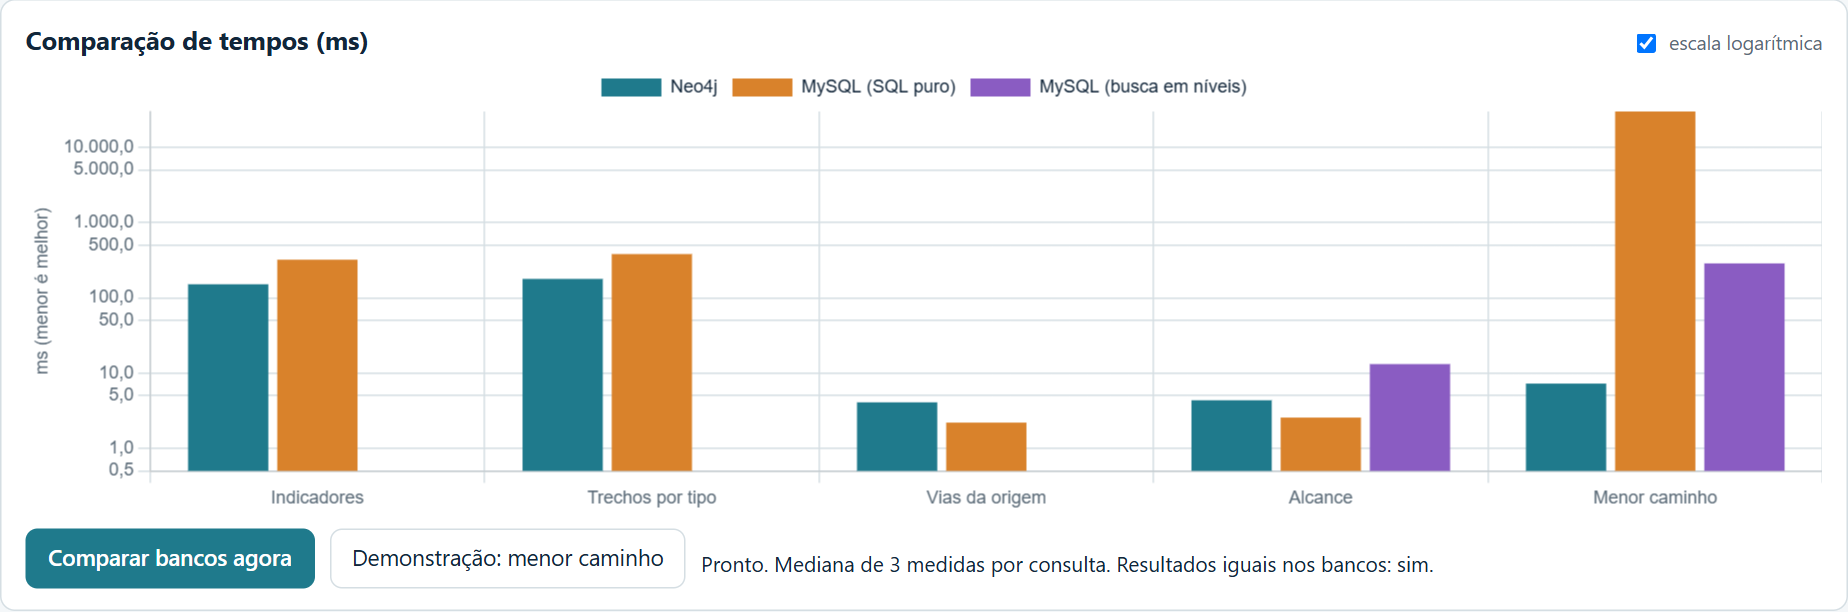 Comparação de tempos (ms)
escala logarítmica
Neo4j MySQL (SQL puro) MySQL (busca em níveis)
ms (menor é melhor)
10.000,0
5.000,0
1.000,0
500,0
100,0
50,0
10,0
5,0
1,0
0,5
Indicadores Trechos por tipo Vias da origem Alcance Menor caminho
Comparar bancos agora
Demonstração: menor caminho
Pronto. Mediana de 3 medidas por consulta. Resultados iguais nos bancos: sim.